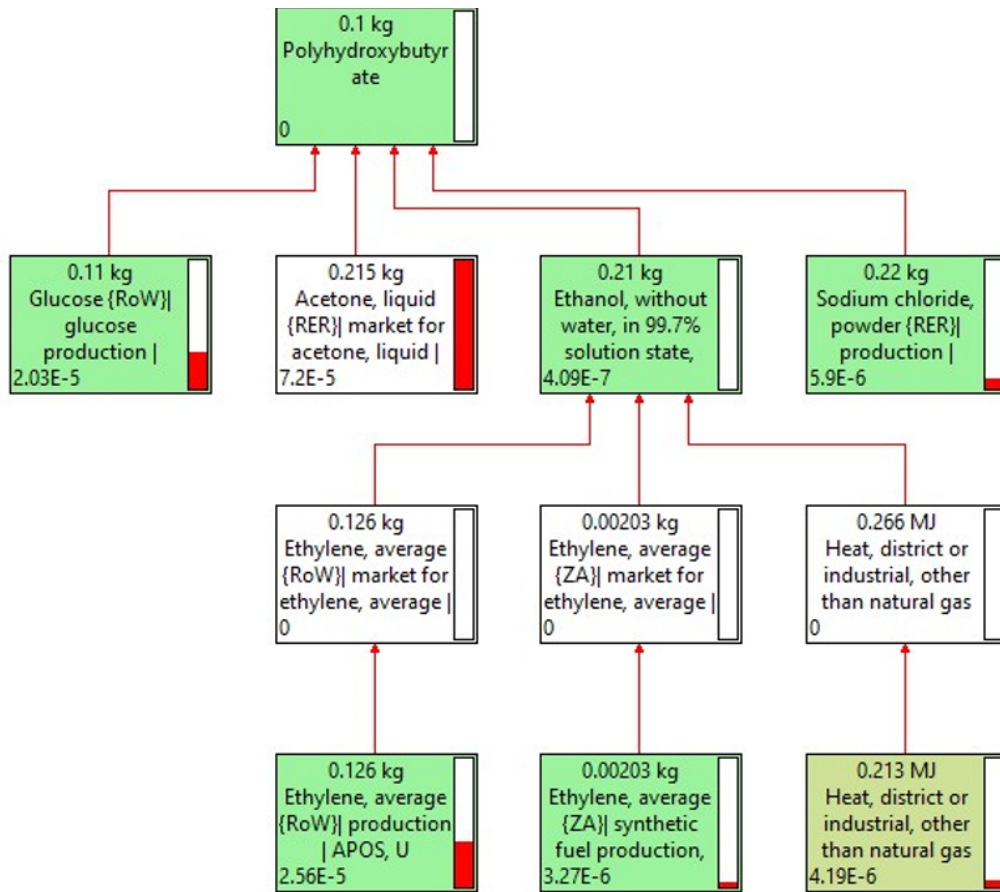 0.1 kg
Polyhydroxybutyr
ate
0
0.11 kg
Glucose {RoW}|
glucose
production |
2.03E-5
0.215 kg
Acetone, liquid
{RER}| market for
acetone, liquid |
7.2E-5
0.21 kg
Ethanol, without
water, in 99.7%
solution state,
4.09E-7
0.22 kg
Sodium chloride,
powder {RER}|
production |
5.9E-6
0.126 kg
Ethylene, average
{RoW}| market for
ethylene, average |
0
0.00203 kg
Ethylene, average
{ZA}| market for
ethylene, average |
0
0.266 MJ
Heat, district or
industrial, other
than natural gas
0
0.126 kg
Ethylene, average
{RoW}| production
| APOS, U
2.56E-5
0.00203 kg
Ethylene, average
{ZA}| synthetic
fuel production,
3.27E-6
0.213 MJ
Heat, district or
industrial, other
than natural gas
4.19E-6